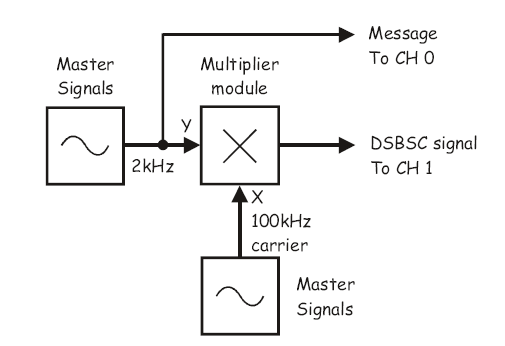 Message
To CH 0
Master
Signals
Multiplier
module
Y
2kHz
DSBSC signal
To CH 1
X
100kHz
carrier
Master
Signals